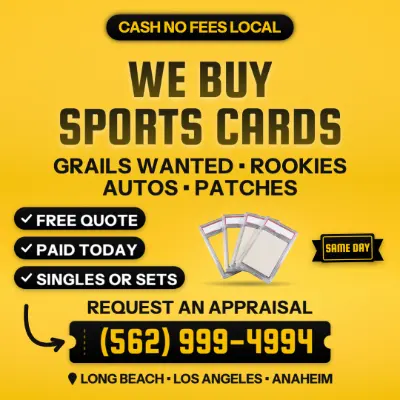 CASH NO FEES LOCAL
WE BUY
SPORTS CARDS
GRAILS WANTED ▪ ROOKIES
AUTOS ▪ PATCHES
✓ FREE QUOTE
✓ PAID TODAY
✓ SINGLES OR SETS
SAME DAY
REQUEST AN APPRAISAL
(562) 999-4994
LONG BEACH ▪ LOS ANGELES ▪ ANAHEIM